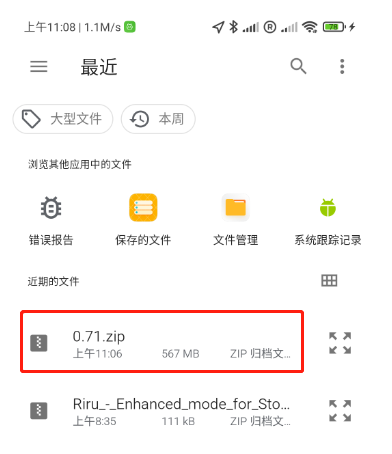 上午11:08 | 1.1M/s
78
最近
大型文件 本周
浏览其他应用中的文件
错误报告 保存的文件 文件管理 系统跟踪记录
近期的文件
0.71.zip
上午11:06 567 MB ZIP 归档文...
Riru_-_Enhanced_mode_for_Sto...
上午8:35 111 kB ZIP 归档文...